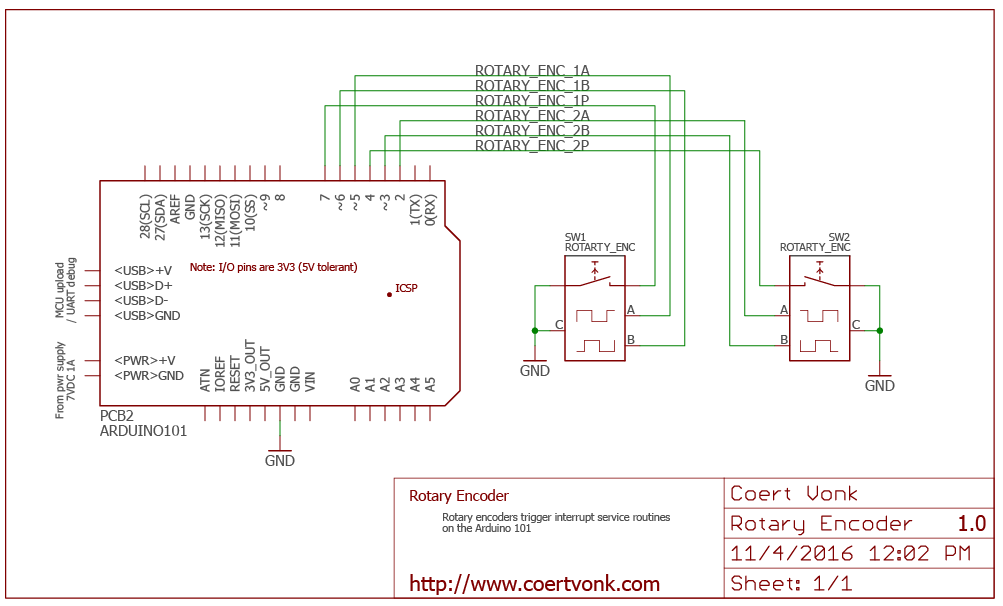 ROTARY_ENC_1A
ROTARY_ENC_1B
ROTARY_ENC_1P
ROTARY_ENC_2A
ROTARY_ENC_2B
ROTARY_ENC_2P
28(SCL)
27(SDA)
AREF
GND
13(SCK)
12(MISO)
11(MOSI)
10(SS)
~9
8
7
~6
~5
4
~3
2
1(TX)
0(RX)
Note: I/O pins are 3V3 (5V tolerant)
ICSP
MCU upload
/ UART debug
<USB>+V
<USB>D+
<USB>D-
<USB>GND
From pwr supply
7VDC 1A
<PWR>+V
<PWR>GND
ATN
IOREF
RESET
3V3_OUT
5V_OUT
GND
GND
VIN
A0
A1
A2
A3
A4
A5
PCB2
ARDUINO101
GND
SW1
ROTARTY_ENC
A
C
B
GND
SW2
ROTARTY_ENC
A
C
B
GND
Rotary Encoder
Rotary encoders trigger interrupt service routines
on the Arduino 101
http://www.coertvonk.com
Coert Vonk
Rotary Encoder 1.0
11/4/2016 12:02 PM
Sheet: 1/1